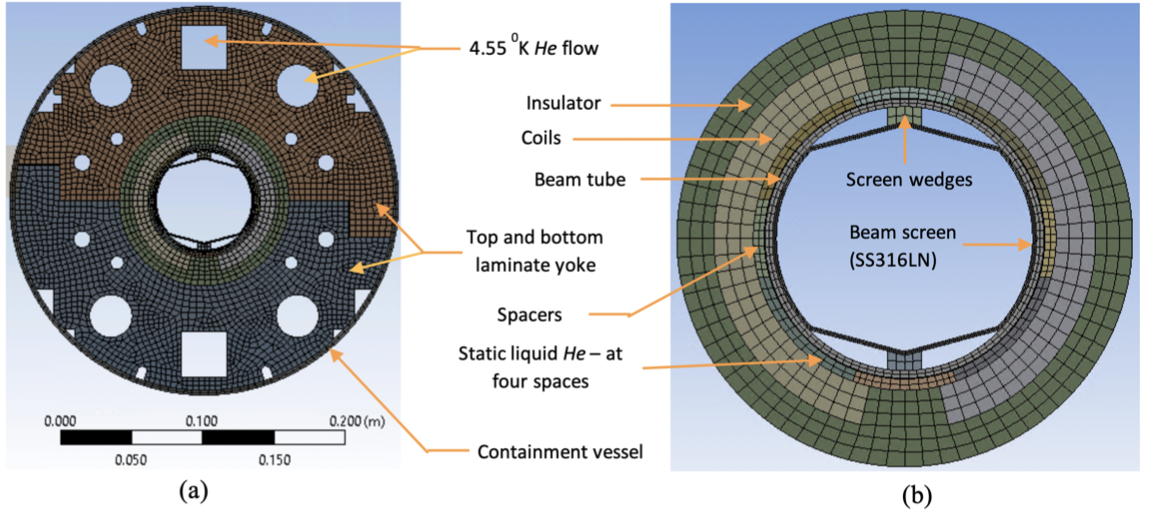 4.55 ⁰K He flow
Insulator
Coils
Beam tube
Screen wedges
Top and bottom
laminate yoke
Beam screen
(SS316LN)
Spacers
Static liquid He – at
four spaces
0.000
0.100
0.200 (m)
0.050
0.150
Containment vessel
(a)
(b)